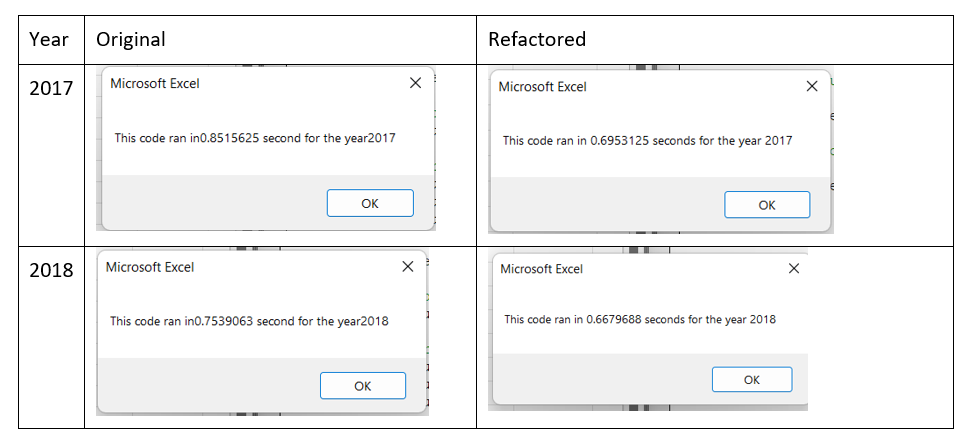 Year Original Refactored
2017
Microsoft Excel
This code ran in0.8515625 second for the year2017
OK
Microsoft Excel
This code ran in 0.6953125 seconds for the year 2017
OK
2018
Microsoft Excel
This code ran in0.7539063 second for the year2018
OK
Microsoft Excel
This code ran in 0.6679688 seconds for the year 2018
OK